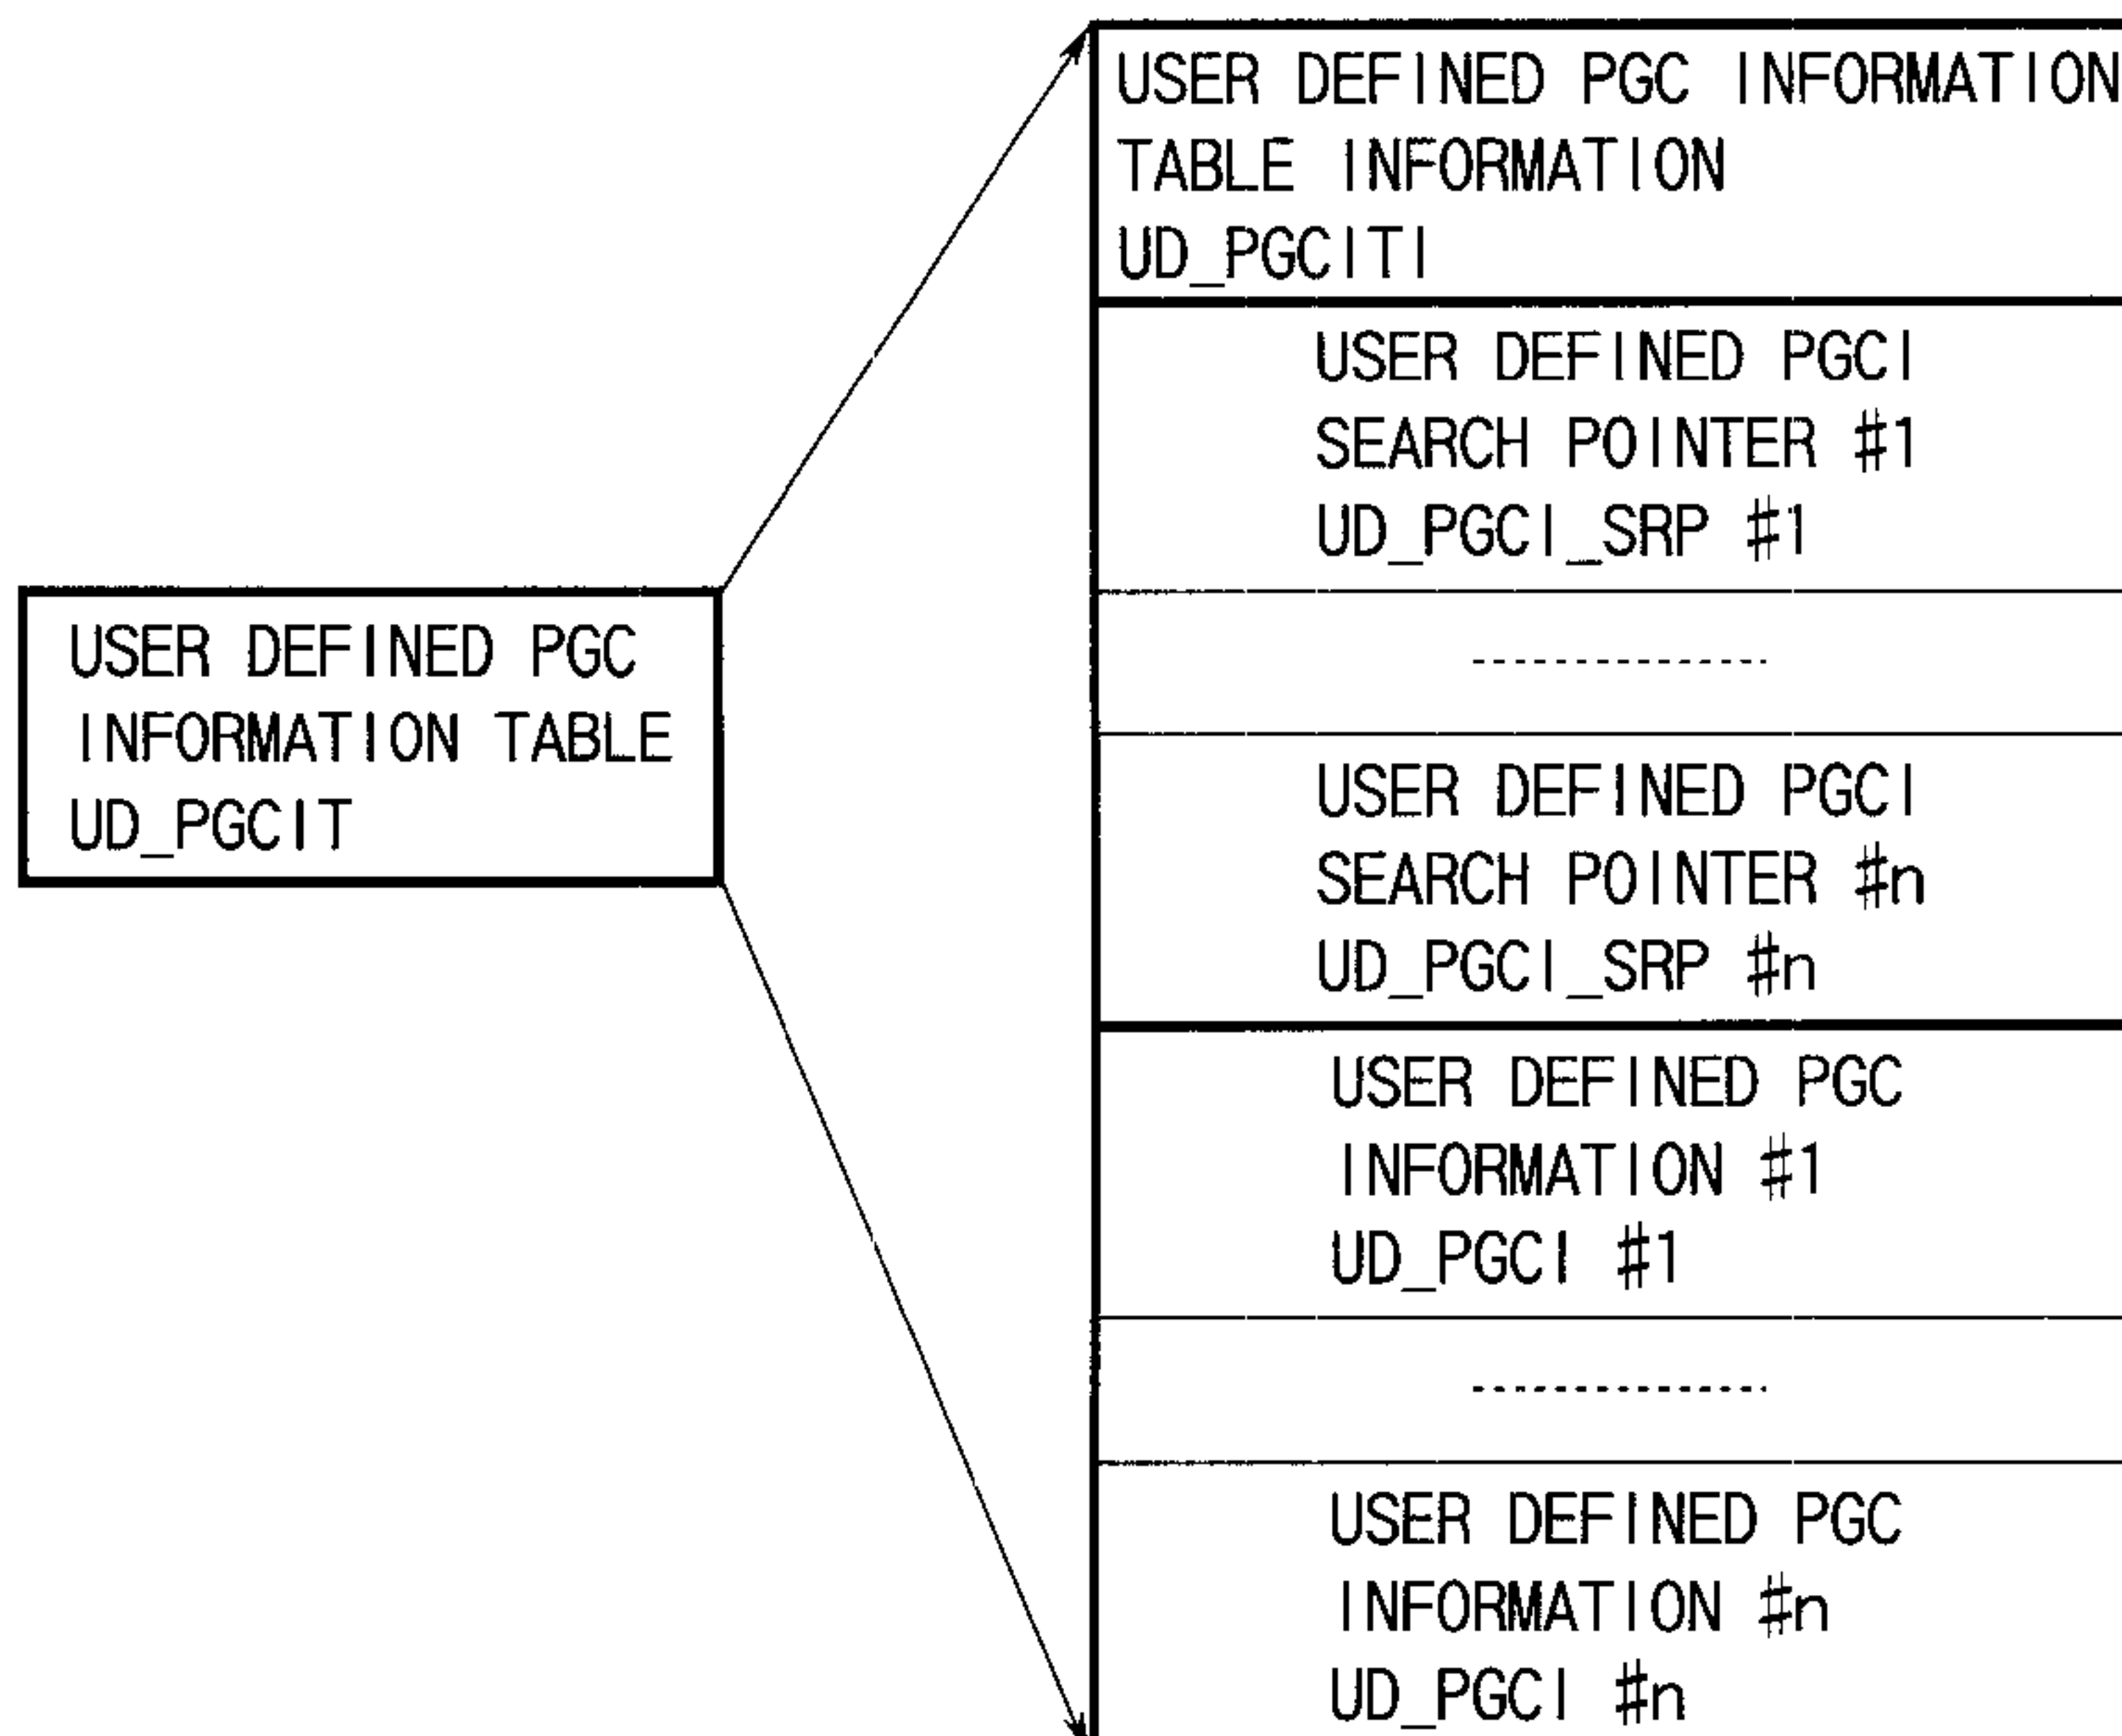 USER DEFINED PGC
INFORMATION TABLE
UD_PGCIT
USER DEFINED PGC INFORMATION
TABLE INFORMATION
UD_PGCITI
USER DEFINED PGCI
SEARCH POINTER #1
UD_PGCI_SRP #1
---------------
USER DEFINED PGCI
SEARCH POINTER #n
UD_PGCI_SRP #n
USER DEFINED PGC
INFORMATION #1
UD_PGCI #1
---------------
USER DEFINED PGC
INFORMATION #n
UD_PGCI #n